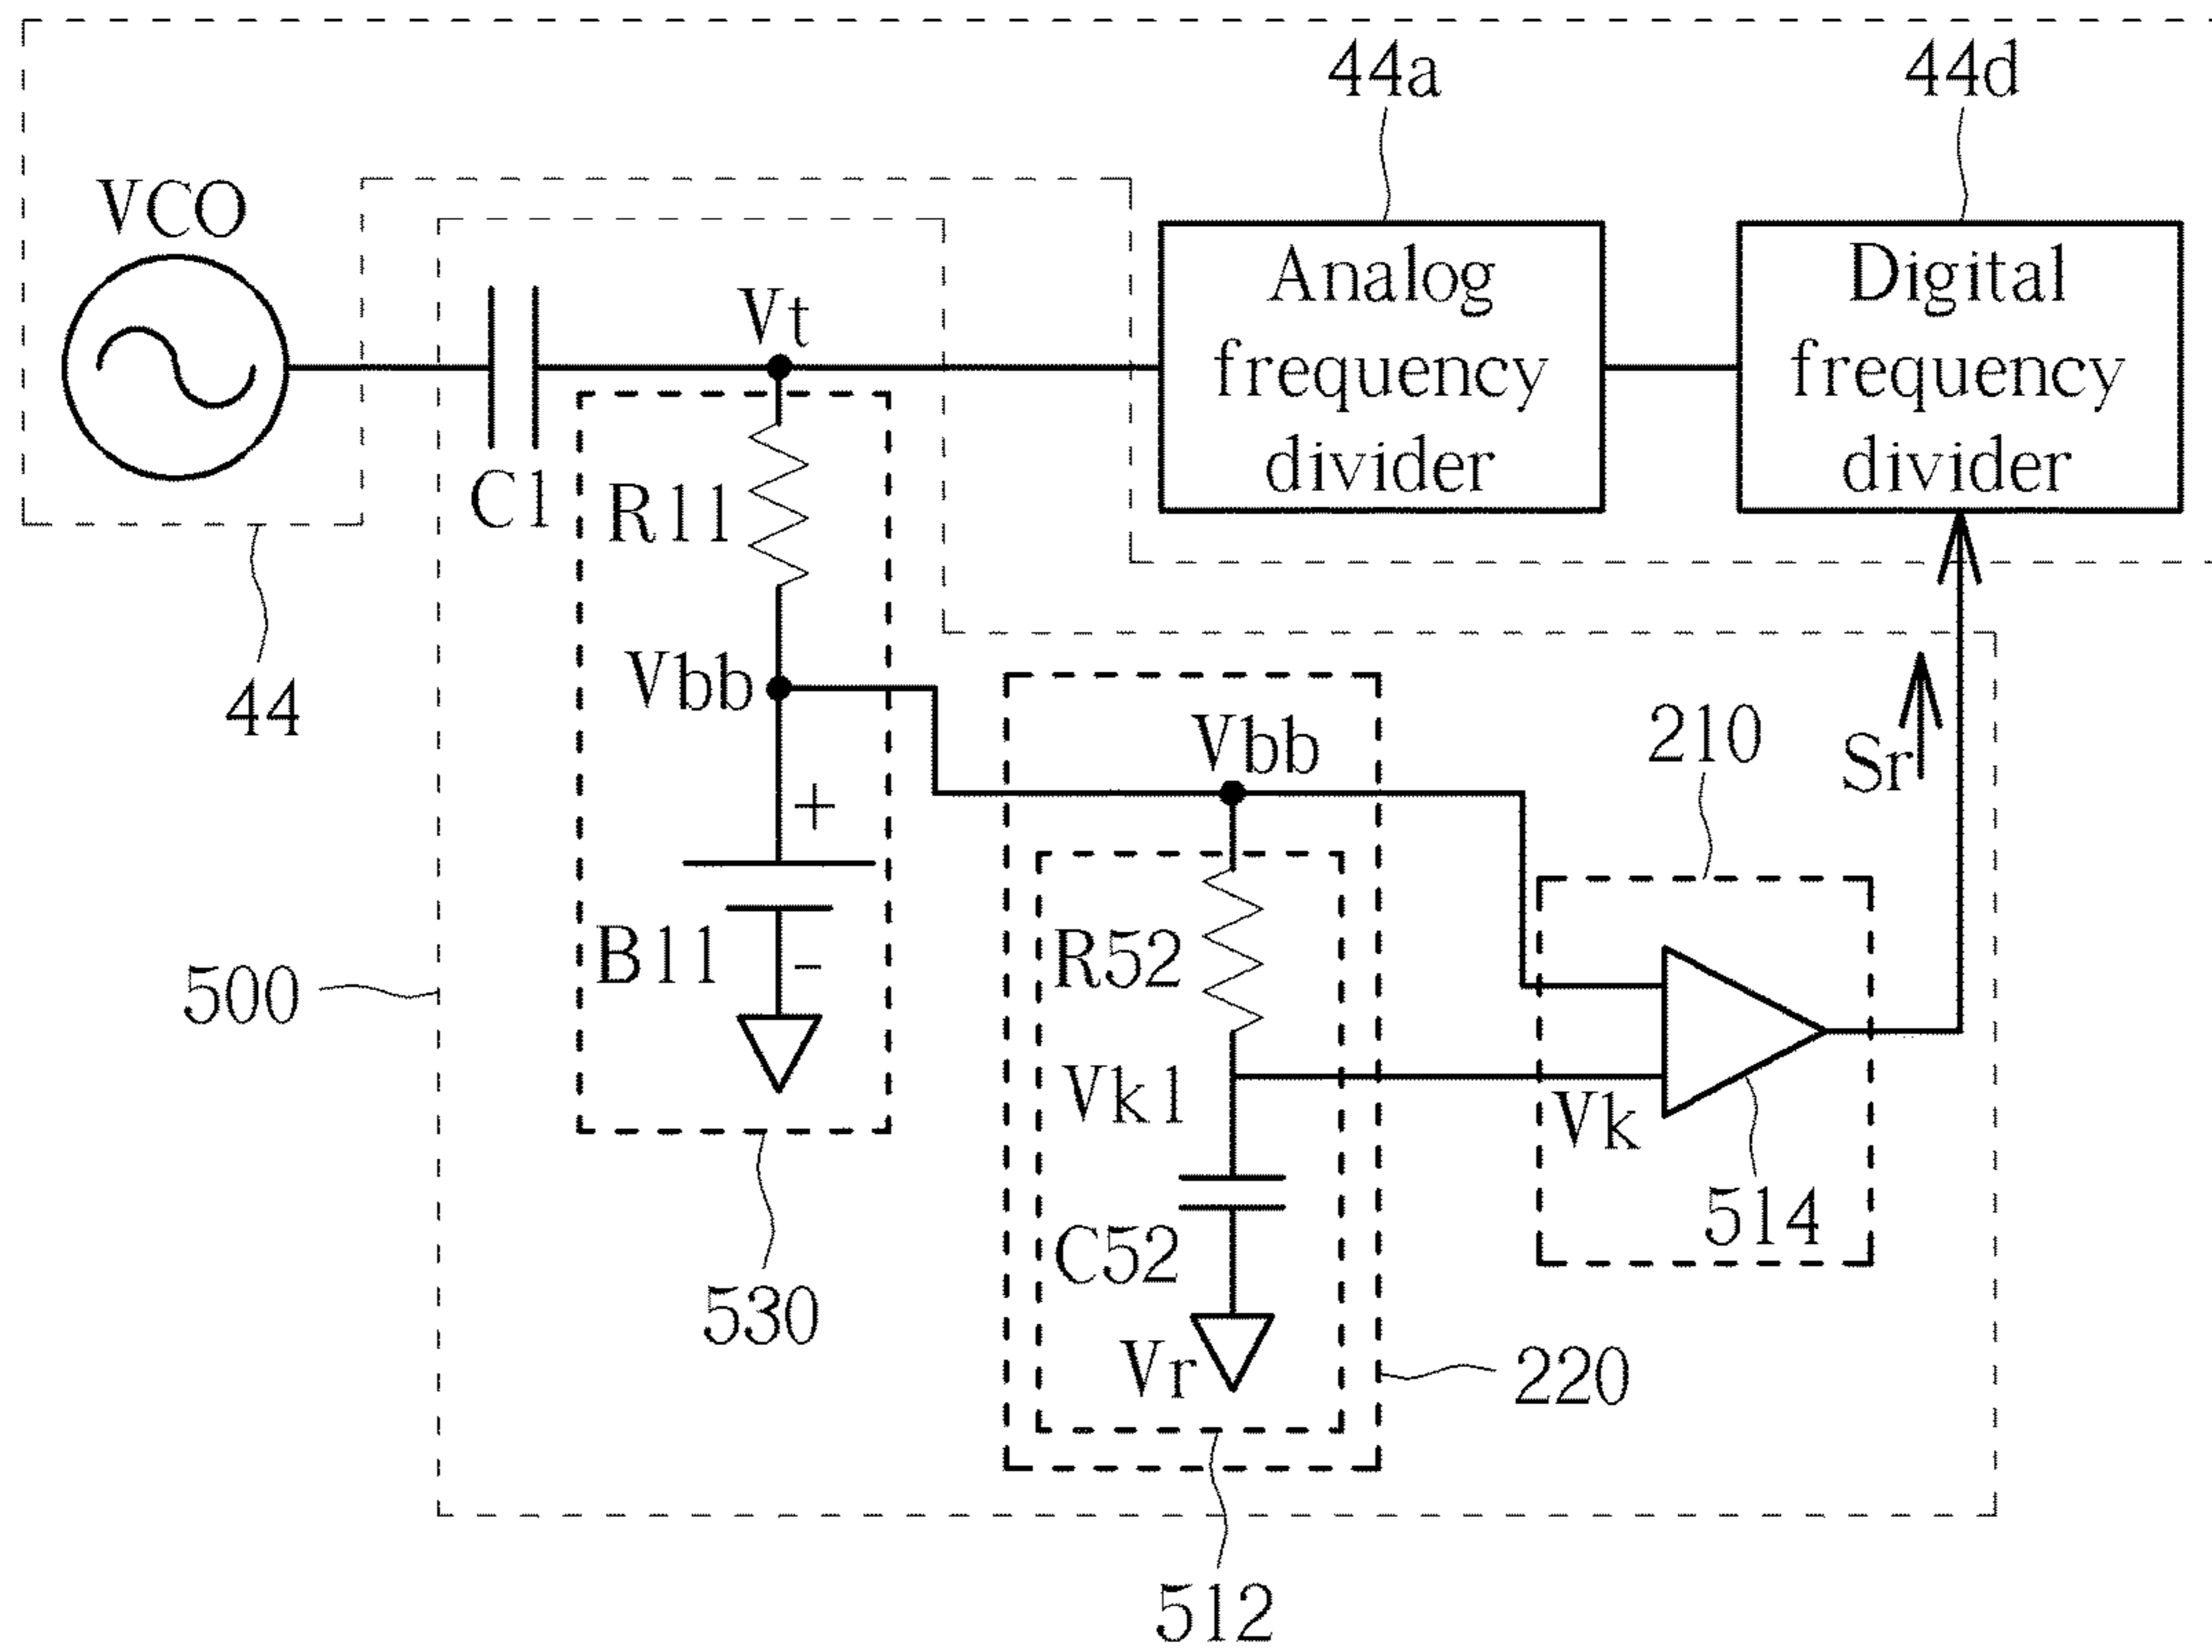 44a
44d
VCO
Analog
frequency
divider
Digital
frequency
divider
Vt
C1
R11
Vbb
44
Vbb
210
Sr
+
B11
-
500
R52
Vk1
Vk
514
C52
530
Vr
220
512